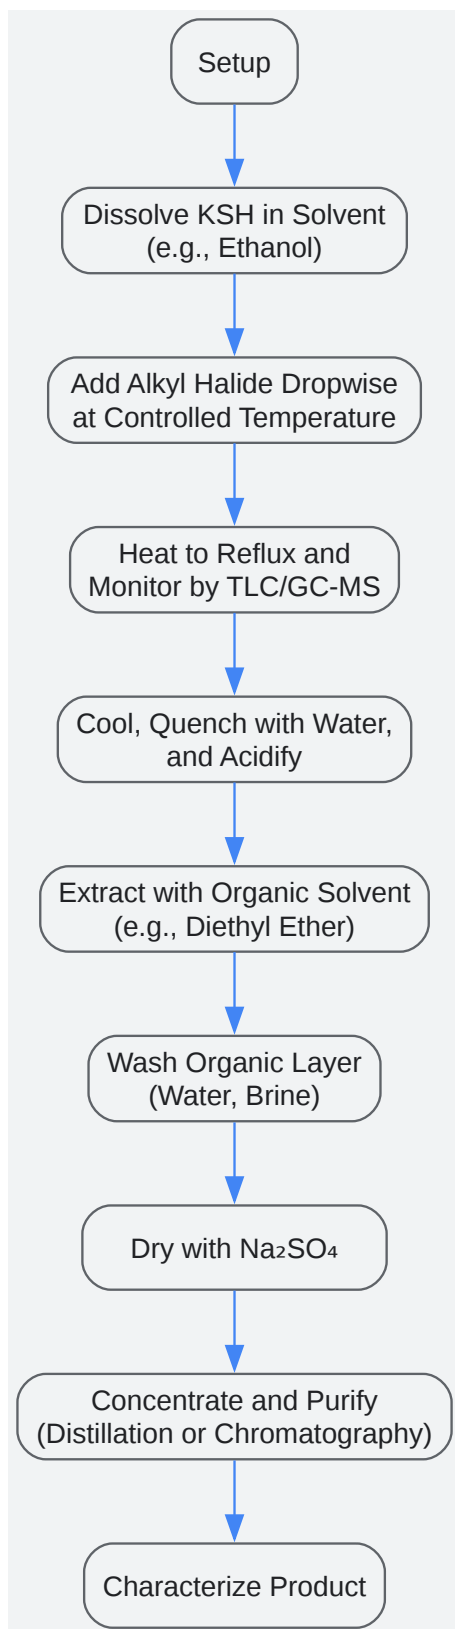 Setup
Dissolve KSH in Solvent
(e.g., Ethanol)
Add Alkyl Halide Dropwise
at Controlled Temperature
Heat to Reflux and
Monitor by TLC/GC-MS
Cool, Quench with Water,
and Acidify
Extract with Organic Solvent
(e.g., Diethyl Ether)
Wash Organic Layer
(Water, Brine)
Dry with Na₂SO₄
Concentrate and Purify
(Distillation or Chromatography)
Characterize Product